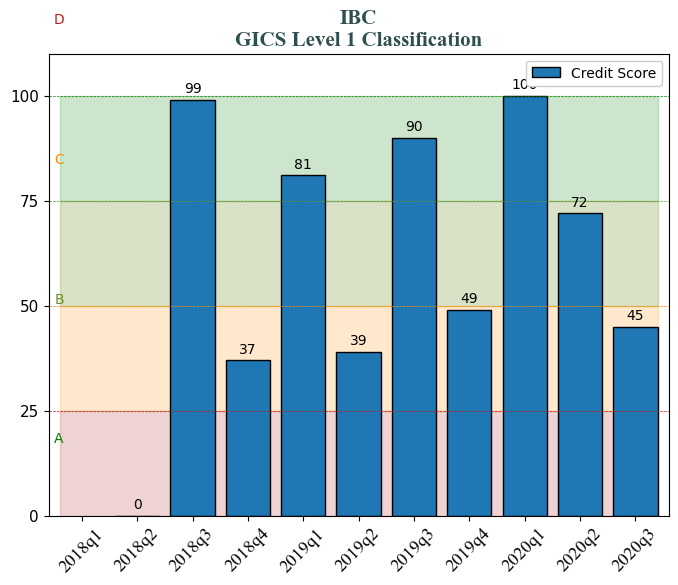 D
IBC
GICS Level 1 Classification
Credit Score
100
99
100
90
C
81
75
72
B
50
49
45
39
37
25
A
0
0
2018q1
2018q2
2018q3
2018q4
2019q1
2019q2
2019q3
2019q4
2020q1
2020q2
2020q3